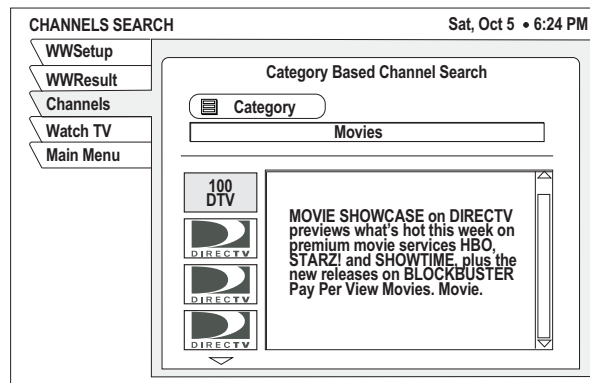 CHANNELS SEARCH
Sat, Oct 5 • 6:24 PM
WWSetup
WWResult
Channels
Watch TV
Main Menu
Category Based Channel Search
Category
Movies
100
DTV
DIRECTV
DIRECTV
DIRECTV
MOVIE SHOWCASE on DIRECTV
previews what's hot this week on
premium movie services HBO,
STARZ! and SHOWTIME, plus the
new releases on BLOCKBUSTER
Pay Per View Movies. Movie.